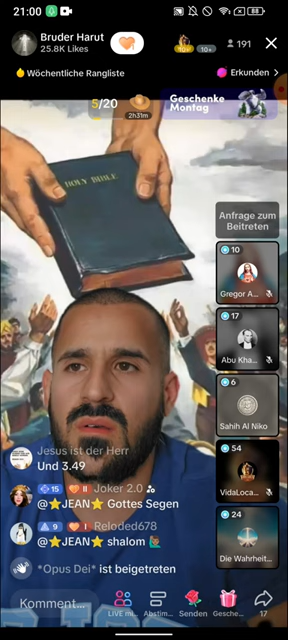 21:00
88
Bruder Harut
25.8K Likes
10+
191
Wöchentliche Rangliste
Erkunden
5/20
2h31m
Geschenke
Montag
HOLY BIBLE
Anfrage zum
Beitreten
10
Gregor A...
17
Abu Kha...
6
Sahih Al Niko
54
VidaLoca...
24
Die Wahrheit...
Jesus ist der Herr
Und 3.49
15 II Joker 2.0
@⭐JEAN⭐ Gottes Segen
9 I Reloded678
@⭐JEAN⭐ shalom 🙋🏽‍♂️
*Opus Dei* ist beigetreten
Komment...
LIVE mi...
Abstim...
Senden
Gesche...
17